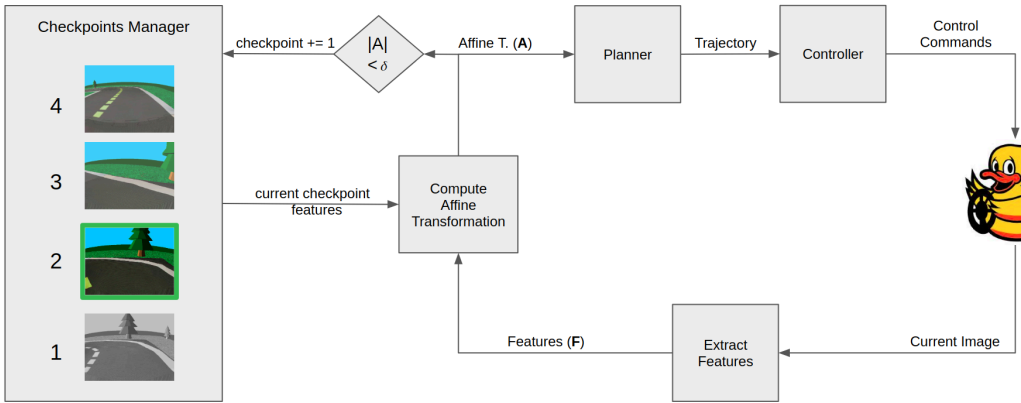 Checkpoints Manager
4
3
2
1
checkpoint += 1
|A|
< δ
Affine T. (A)
Planner
Trajectory
Controller
Control
Commands
current checkpoint
features
Compute
Affine
Transformation
Features (F)
Extract
Features
Current Image